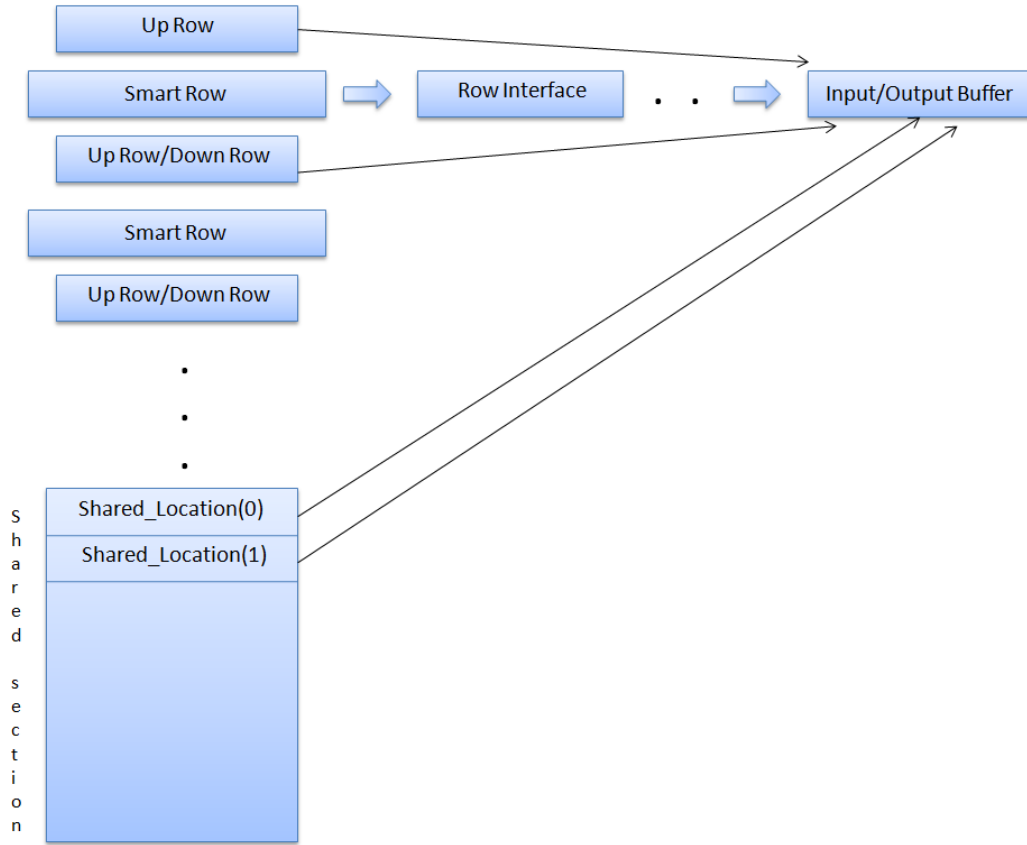 Up Row
Smart Row
Row Interface
. .
Input/Output Buffer
Up Row/Down Row
Smart Row
Up Row/Down Row
.
.
.
Shared section
Shared_Location(0)
Shared_Location(1)